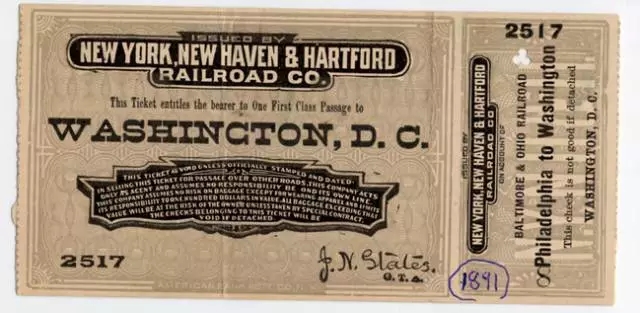 ISSUED BY
NEW YORK, NEW HAVEN & HARTFORD
RAILROAD CO.
This Ticket entitles the bearer to One First Class Passage to
WASHINGTON, D. C.
THIS TICKET IS VOID UNLESS OFFICIALLY STAMPED AND DATED.
IN SELLING THIS TICKET FOR PASSAGE OVER OTHER ROADS, THIS COMPANY ACTS
ONLY AS AGENT AND ASSUMES NO RESPONSIBILITY BEYOND ITS OWN LINE.
THIS COMPANY ASSUMES NO RISK ON BAGGAGE EXCEPT FOR WEARING APPAREL AND LIMITS
ITS RESPONSIBILITY TO ONE HUNDRED DOLLARS IN VALUE. ALL BAGGAGE EXCEEDING THAT
VALUE WILL BE AT THE RISK OF THE OWNER UNLESS TAKEN BY SPECIAL CONTRACT.
THE CHECKS BELONGING TO THIS TICKET WILL BE
VOID IF DETACHED.
2517
J. N. States.
G. T. A.
AMERICAN BANK NOTE CO. N. Y.
2517
ISSUED BY
NEW YORK, NEW HAVEN & HARTFORD
RAILROAD CO
ON ACCOUNT OF
BALTIMORE & OHIO RAILROAD
Philadelphia to Washington
This check is not good if detached
WASHINGTON, D. C.
1891